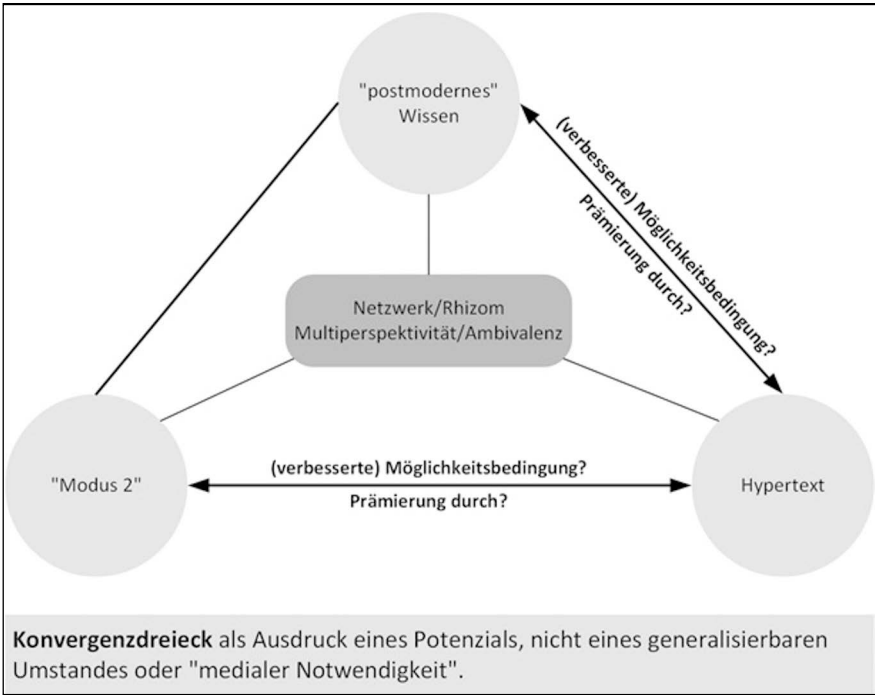 "postmodernes"
Wissen
(verbesserte) Möglichkeitsbedingung?
Prämierung durch?
Netzwerk/Rhizom
Multiperspektivität/Ambivalenz
"Modus 2"
(verbesserte) Möglichkeitsbedingung?
Prämierung durch?
Hypertext
Konvergenzdreieck als Ausdruck eines Potenzials, nicht eines generalisierbaren
Umstandes oder "medialer Notwendigkeit".